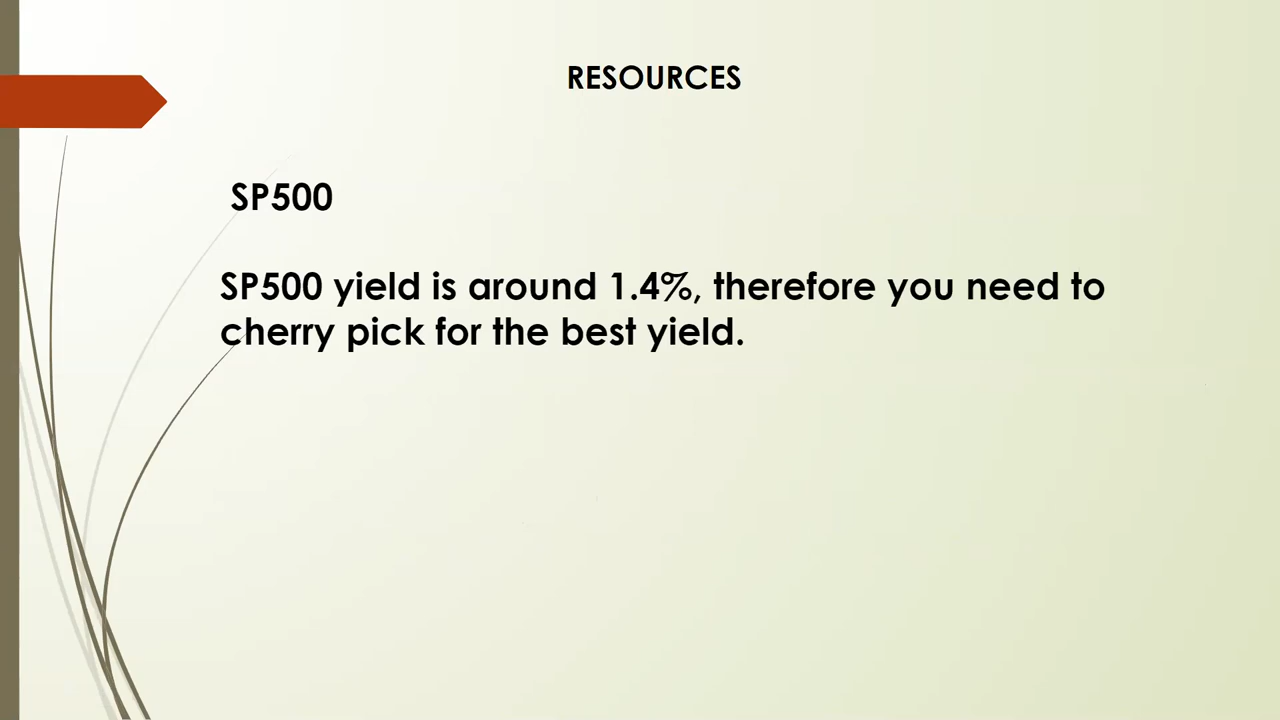 RESOURCES
SP500
SP500 yield is around 1.4%, therefore you need to
cherry pick for the best yield.